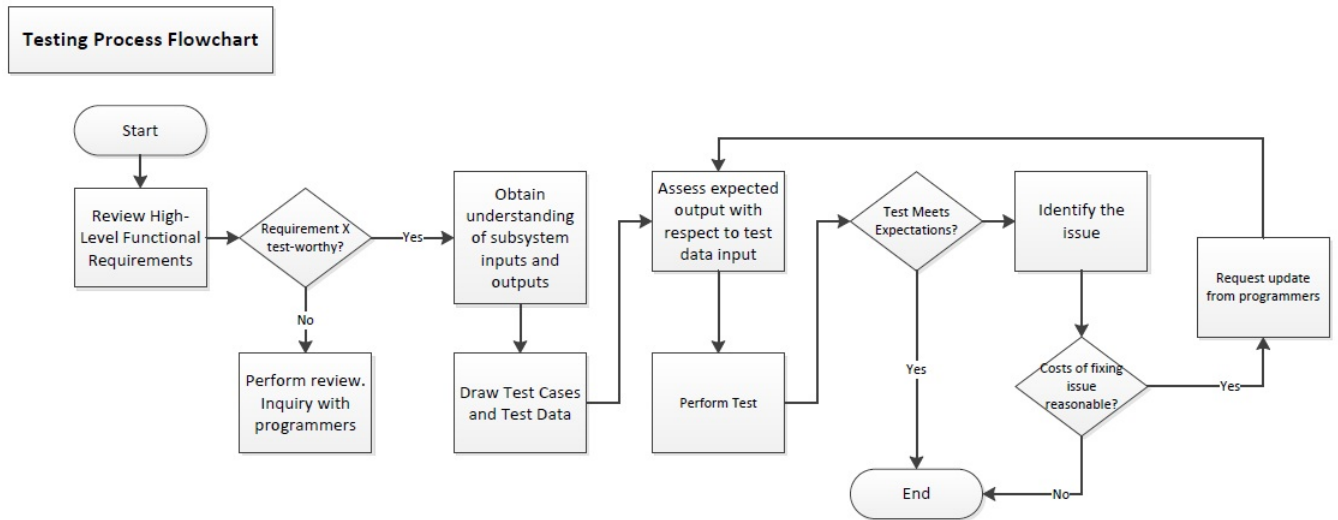 Testing Process Flowchart
Start
Review High-
Level Functional
Requirements
Requirement X
test-worthy?
Yes
No
Perform review.
Inquiry with
programmers
Obtain
understanding
of subsystem
inputs and
outputs
Draw Test Cases
and Test Data
Assess expected
output with
respect to test
data input
Perform Test
Test Meets
Expectations?
Yes
Identify the
issue
Costs of fixing
issue
reasonable?
Yes
No
Request update
from programmers
End